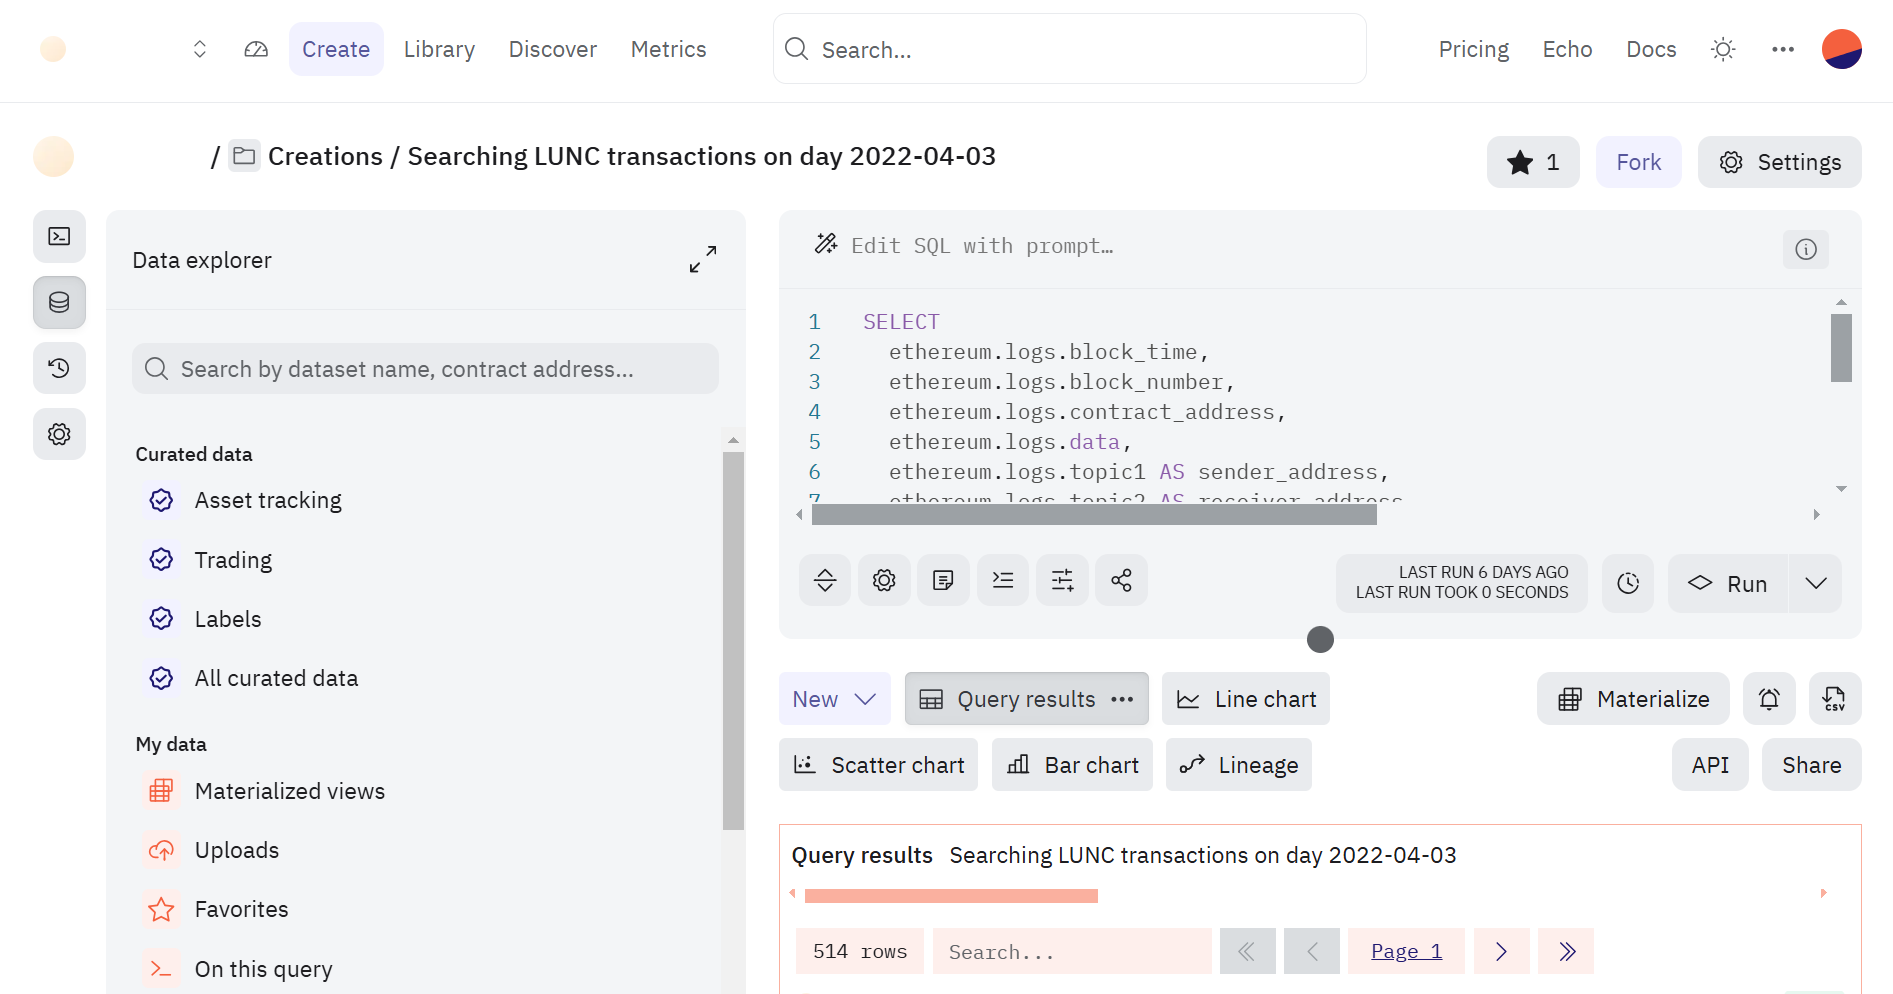 Create Library Discover Metrics Search... Pricing Echo Docs
/ Creations / Searching LUNC transactions on day 2022-04-03
1 Fork Settings
Data explorer
Search by dataset name, contract address...
Curated data
Asset tracking
Trading
Labels
All curated data
My data
Materialized views
Uploads
Favorites
On this query
Edit SQL with prompt…
1 SELECT
2 ethereum.logs.block_time,
3 ethereum.logs.block_number,
4 ethereum.logs.contract_address,
5 ethereum.logs.data,
6 ethereum.logs.topic1 AS sender_address,
7 ethereum.logs.topic2 AS receiver_address
LAST RUN 6 DAYS AGO
LAST RUN TOOK 0 SECONDS
Run
New Query results Line chart Materialize CSV
Scatter chart Bar chart Lineage API Share
Query results Searching LUNC transactions on day 2022-04-03
514 rows Search... Page 1